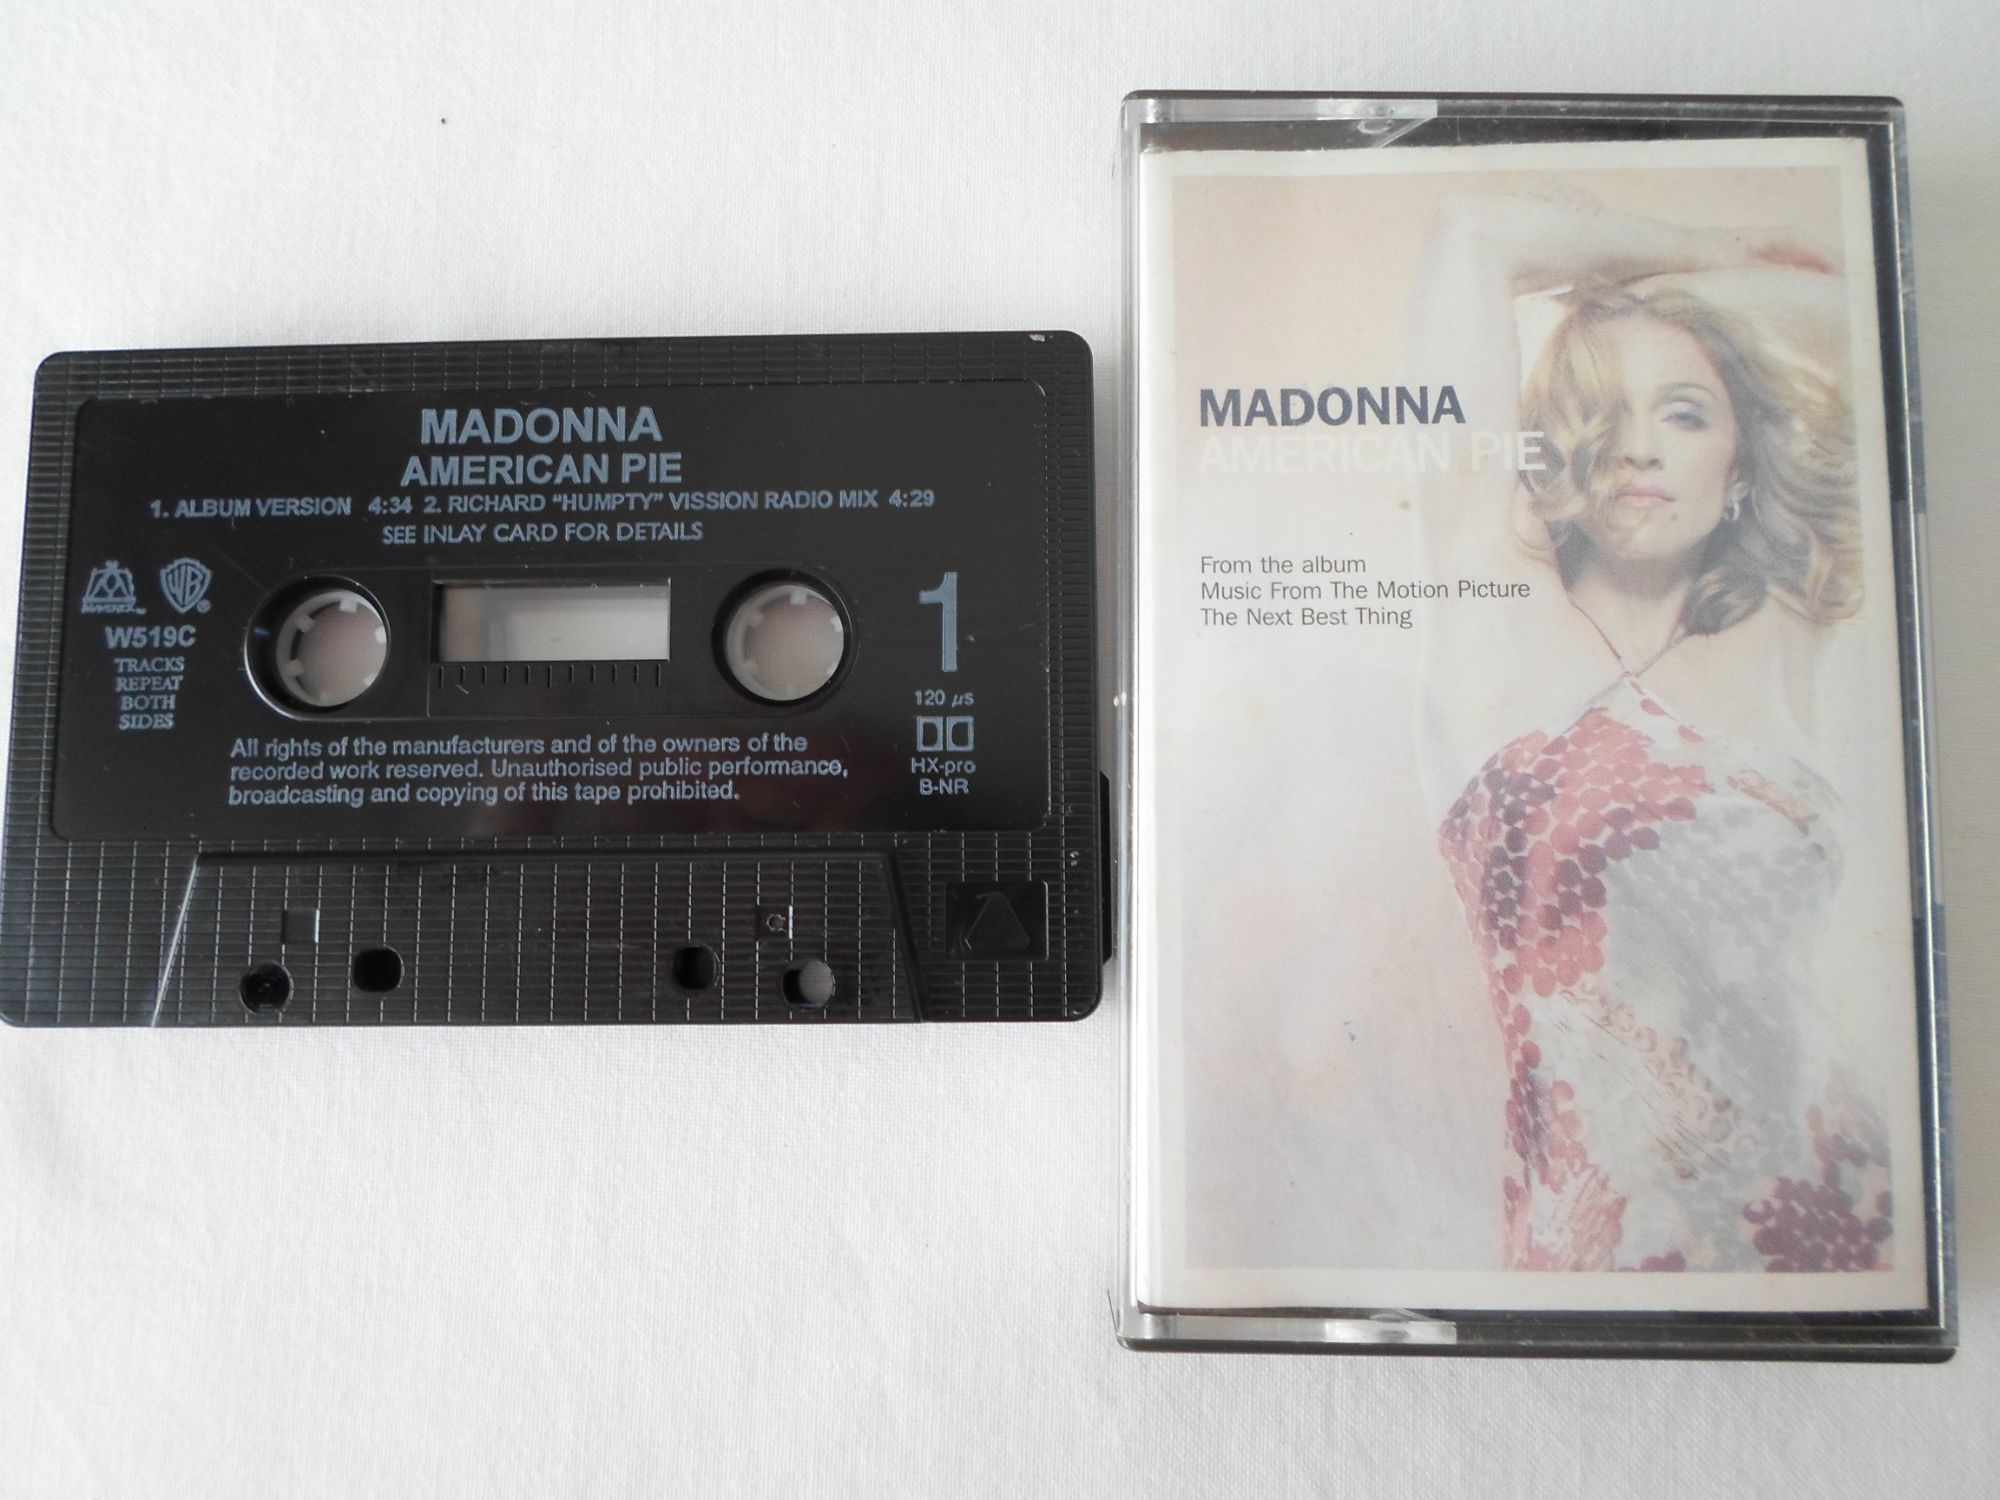 MADONNA
AMERICAN PIE
1. ALBUM VERSION 4:34 2. RICHARD "HUMPTY" VISSION RADIO MIX 4:29
SEE INLAY CARD FOR DETAILS
MAVERICK
WB
W519C
TRACKS
REPEAT
BOTH
SIDES
1
120 µs
HX-pro
B-NR
All rights of the manufacturers and of the owners of the
recorded work reserved. Unauthorised public performance,
broadcasting and copying of this tape prohibited.
MADONNA
AMERICAN PIE
From the album
Music From The Motion Picture
The Next Best Thing